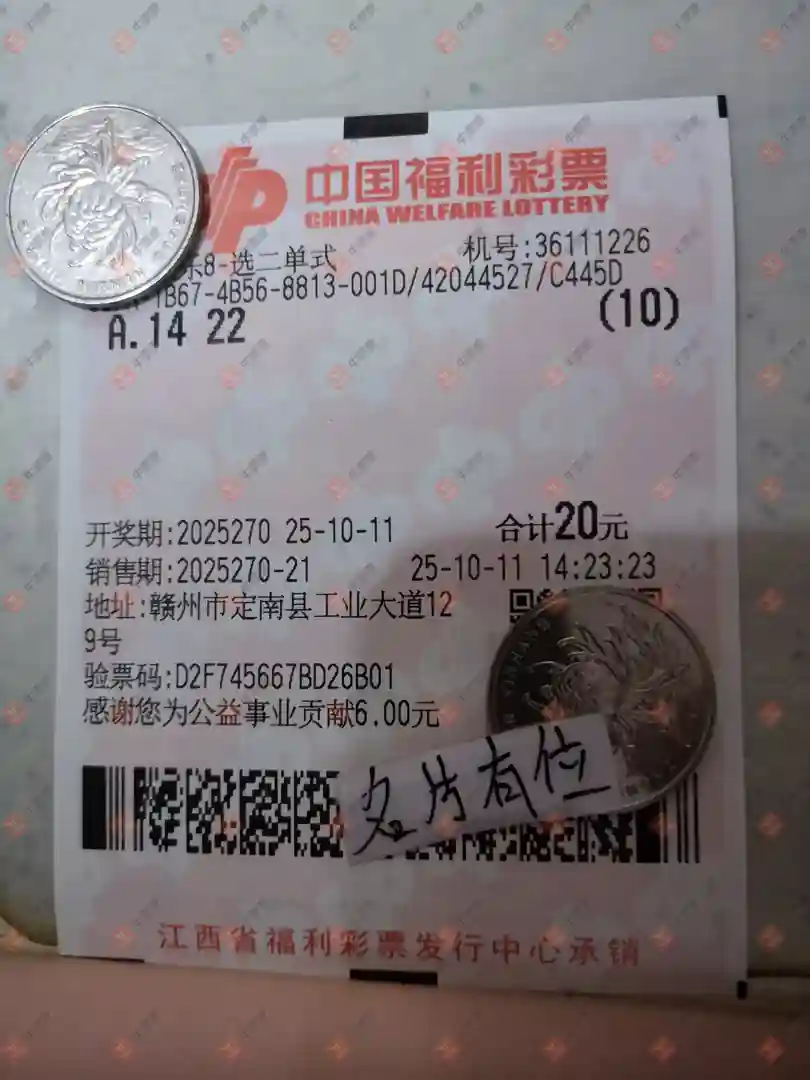 中国福利彩票
CHINA WELFARE LOTTERY
乐8-选二单式 机号:36111226
1B67-4B56-8813-001D/42044527/C445D
A.14 22 (10)
开奖期:2025270 25-10-11 合计20元
销售期:2025270-21 25-10-11 14:23:23
地址:赣州市定南县工业大道12
9号
验票码:D2F745667BD26B01
感谢您为公益事业贡献6.00元
名片有位
江西省福利彩票发行中心承销